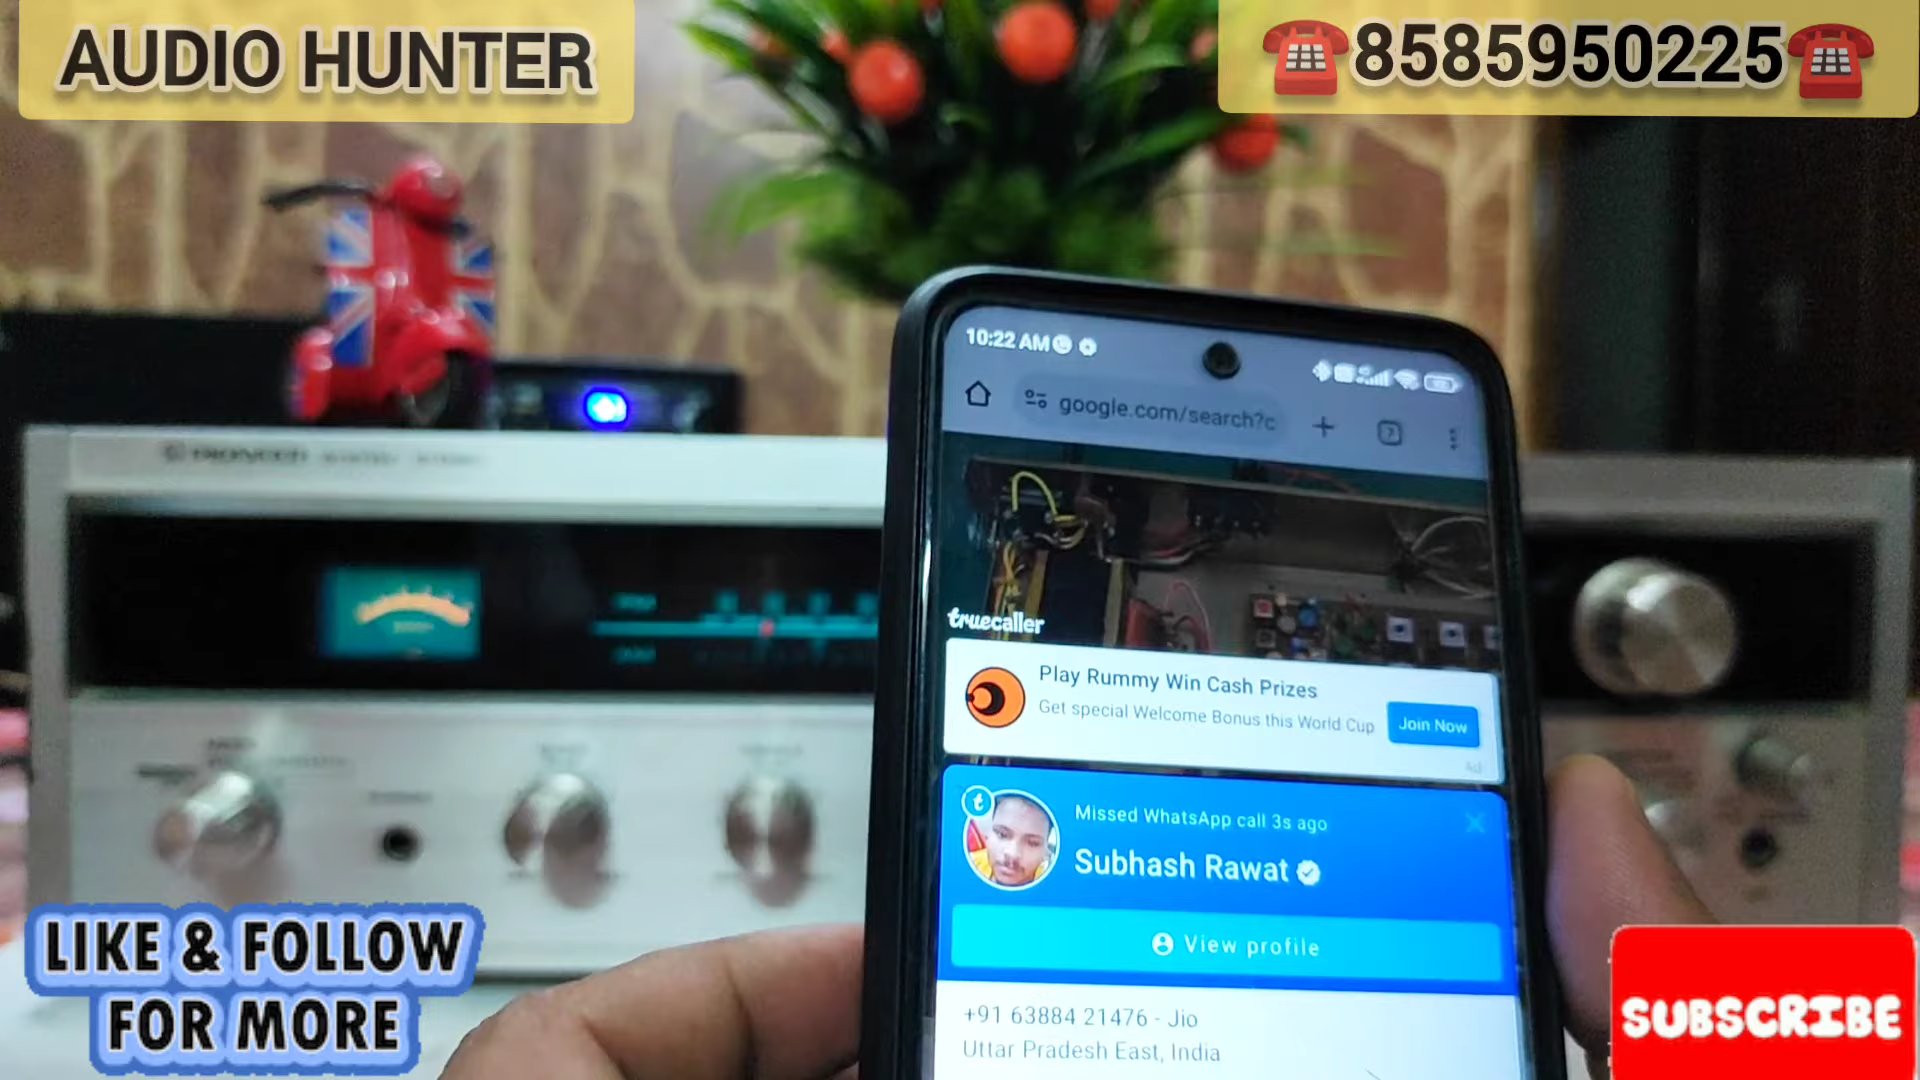 AUDIO HUNTER
☎8585950225☎
10:22 AM
google.com/search?c
truecaller
Play Rummy Win Cash Prizes
Get special Welcome Bonus this World Cup
Join Now
Ad
Missed WhatsApp call 3s ago
Subhash Rawat
View profile
+91 63884 21476 - Jio
Uttar Pradesh East, India
PIONEER
LIKE & FOLLOW
FOR MORE
SUBSCRIBE